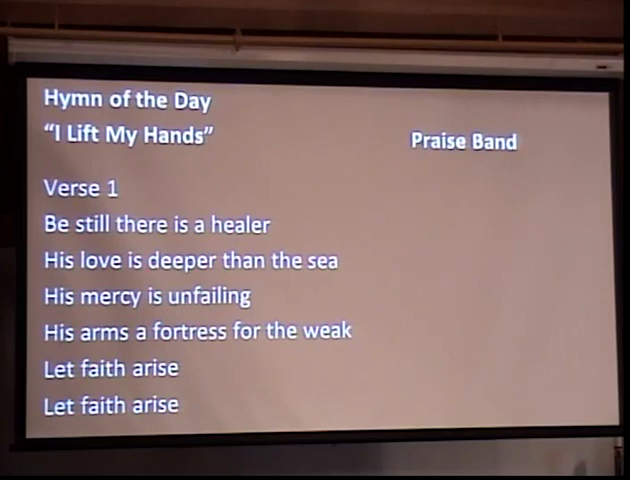 Hymn of the Day
“I Lift My Hands” Praise Band
Verse 1
Be still there is a healer
His love is deeper than the sea
His mercy is unfailing
His arms a fortress for the weak
Let faith arise
Let faith arise